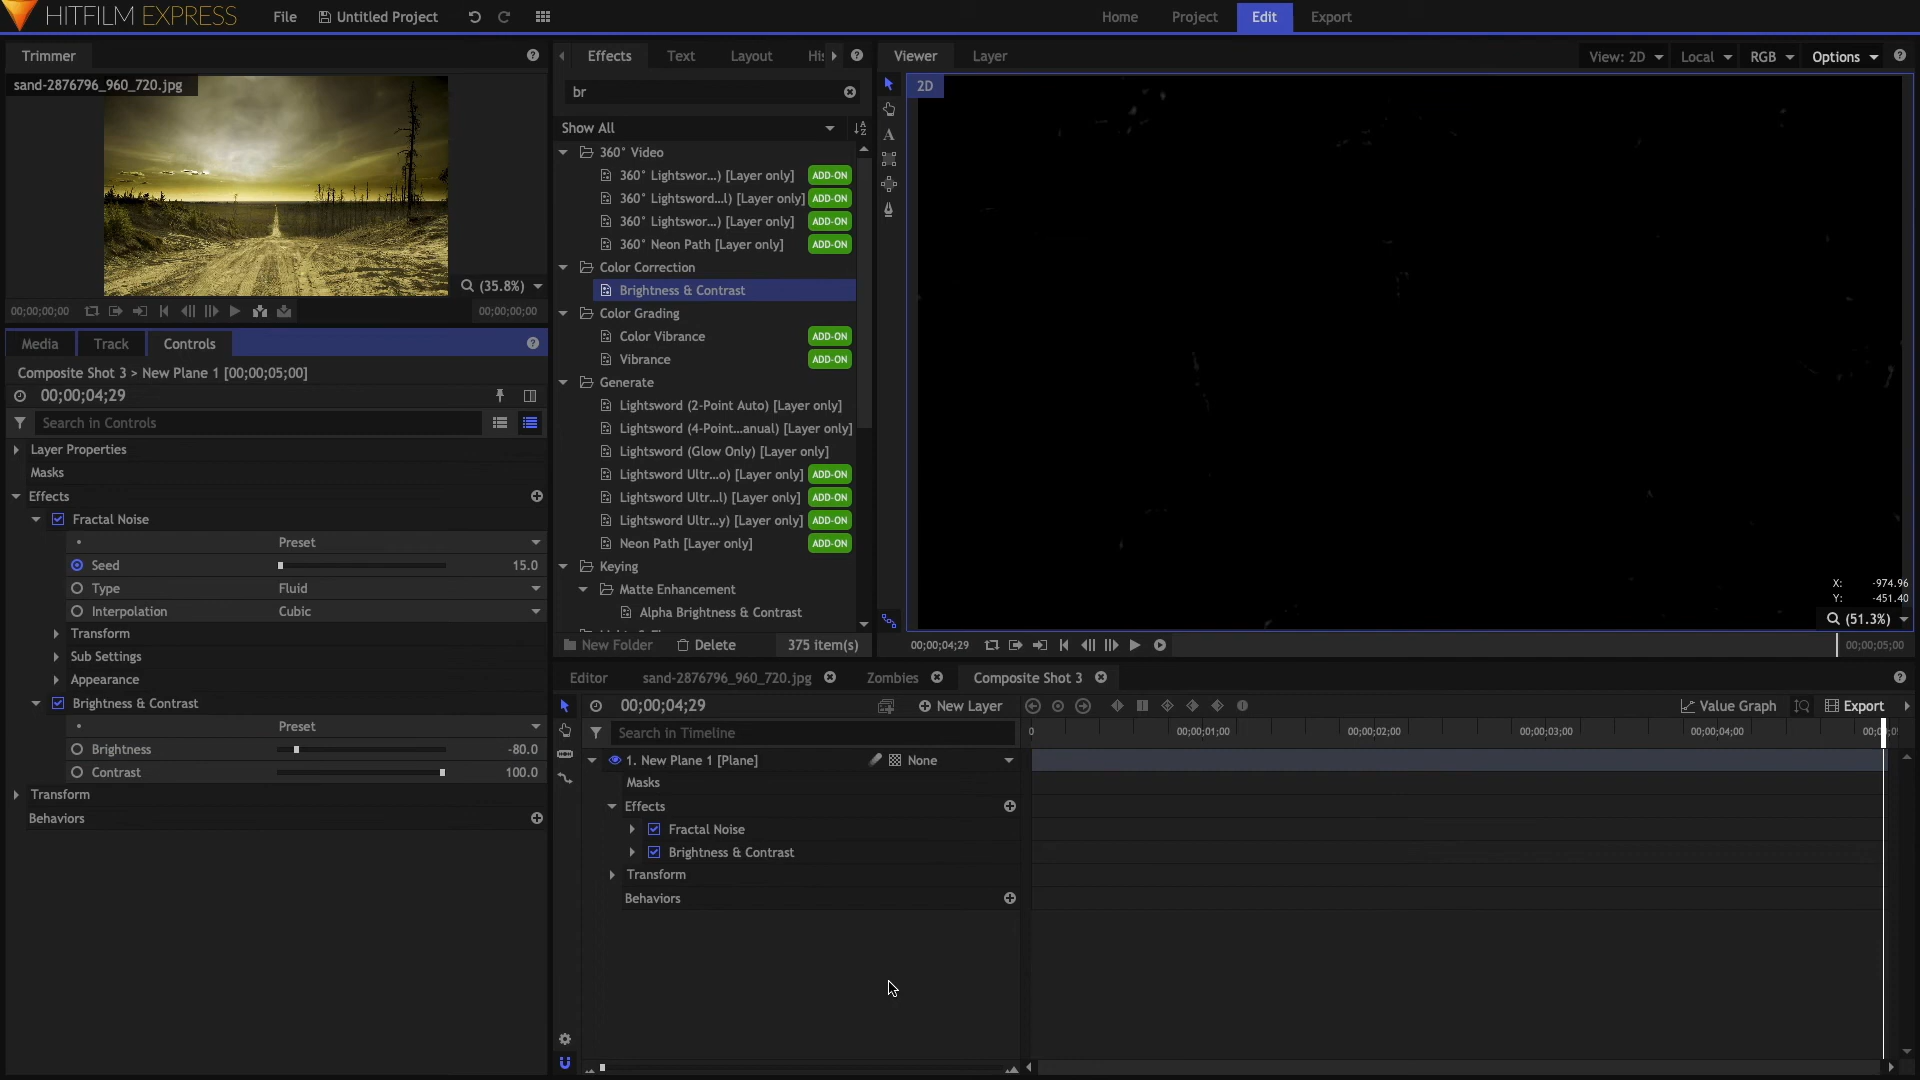 HITFILM EXPRESS
File
Untitled Project
Home
Project
Edit
Export
Trimmer
sand-2876796_960_720.jpg
(35.8%)
00;00;00;00
00;00;00;00
Media
Track
Controls
Composite Shot 3 > New Plane 1 [00;00;05;00]
00;00;04;29
Search in Controls
Layer Properties
Masks
Effects
Fractal Noise
Preset
Seed
15.0
Type
Fluid
Interpolation
Cubic
Transform
Sub Settings
Appearance
Brightness & Contrast
Preset
Brightness
-80.0
Contrast
100.0
Transform
Behaviors
Effects
Text
Layout
His
br
Show All
360° Video
360° Lightswor...) [Layer only] ADD-ON
360° Lightsword...l) [Layer only] ADD-ON
360° Lightswor...) [Layer only] ADD-ON
360° Neon Path [Layer only] ADD-ON
Color Correction
Brightness & Contrast
Color Grading
Color Vibrance ADD-ON
Vibrance ADD-ON
Generate
Lightsword (2-Point Auto) [Layer only]
Lightsword (4-Point...anual) [Layer only]
Lightsword (Glow Only) [Layer only]
Lightsword Ultr...o) [Layer only] ADD-ON
Lightsword Ultr...l) [Layer only] ADD-ON
Lightsword Ultr...y) [Layer only] ADD-ON
Neon Path [Layer only] ADD-ON
Keying
Matte Enhancement
Alpha Brightness & Contrast
New Folder
Delete
375 item(s)
Viewer
Layer
View: 2D
Local
RGB
Options
2D
A
X: -974.96
Y: -451.40
(51.3%)
00;00;04;29
00;00;05;00
Editor
sand-2876796_960_720.jpg
Zombies
Composite Shot 3
00;00;04;29
New Layer
Value Graph
Export
Search in Timeline
0
00;00;01;00
00;00;02;00
00;00;03;00
00;00;04;00
1. New Plane 1 [Plane]
None
Masks
Effects
Fractal Noise
Brightness & Contrast
Transform
Behaviors